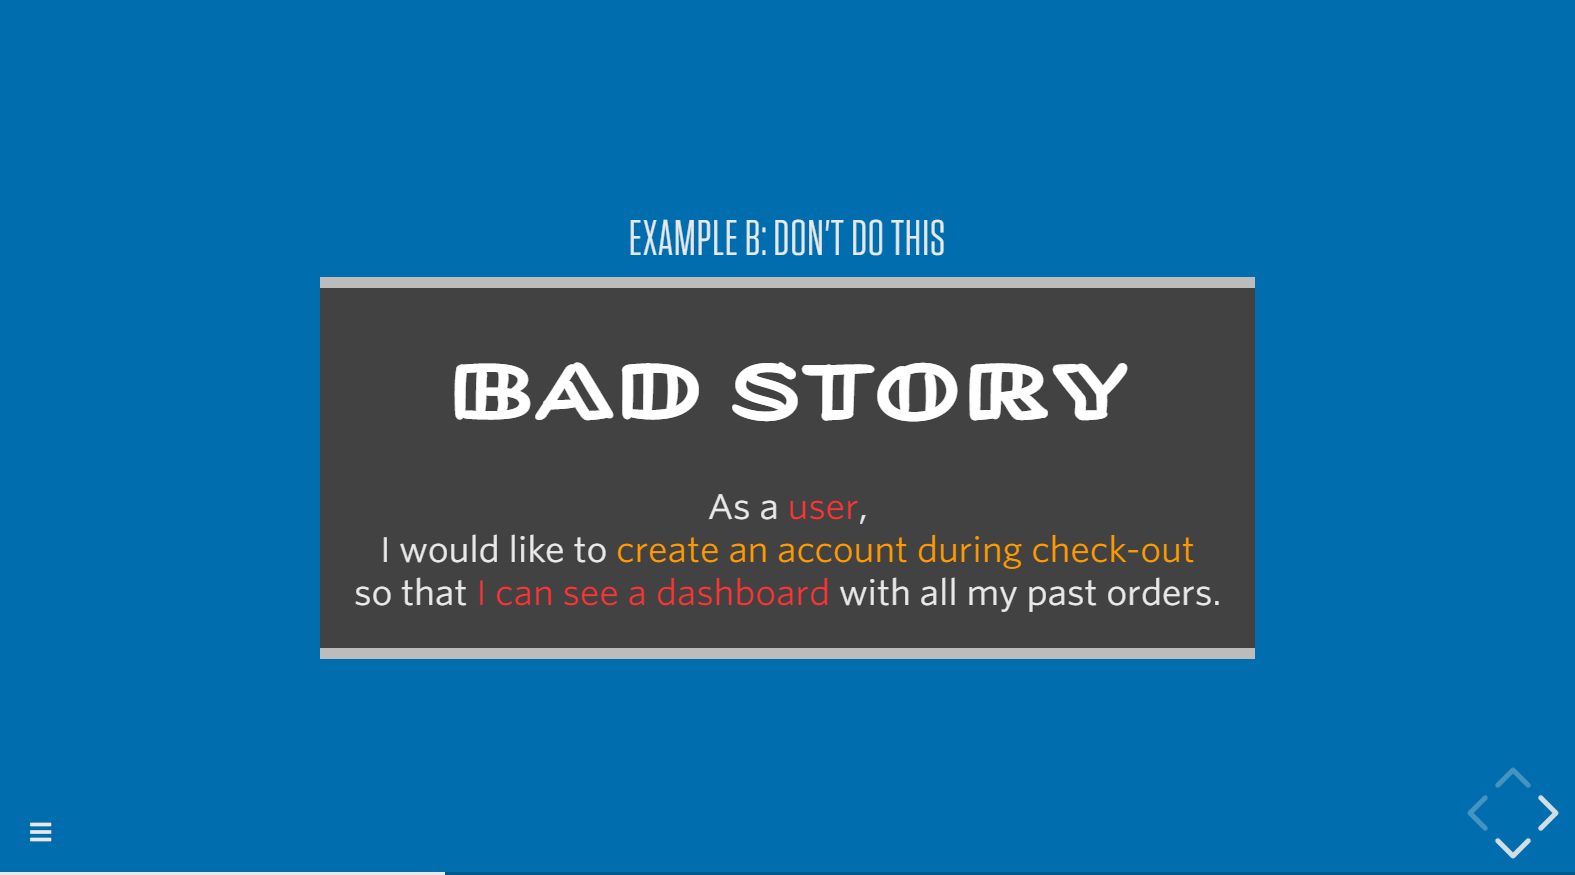 EXAMPLE B: DON'T DO THIS
BAD STORY
As a user,
I would like to create an account during check-out
so that I can see a dashboard with all my past orders.